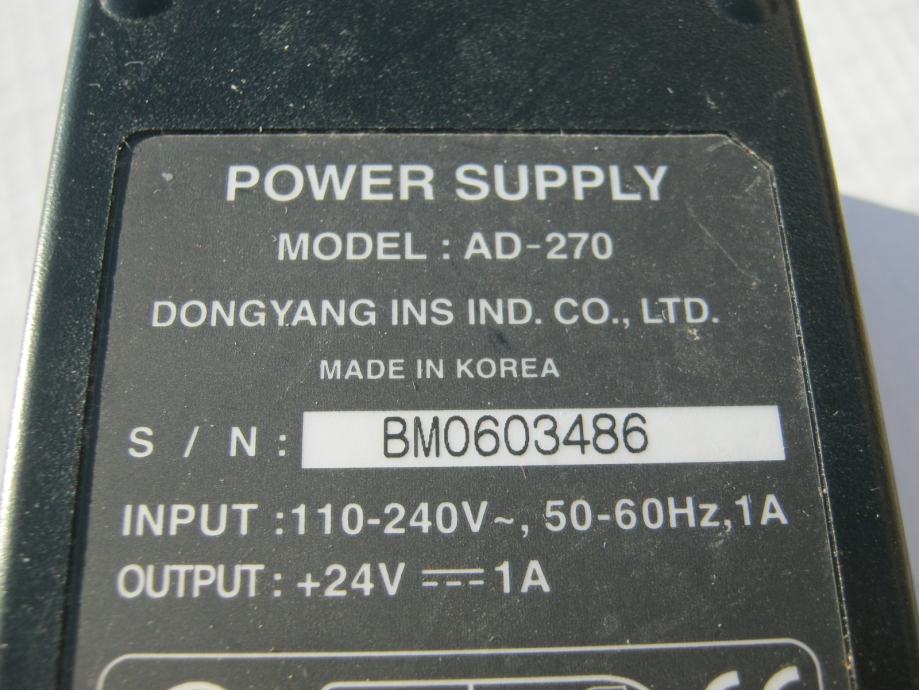 POWER SUPPLY
MODEL : AD-270
DONGYANG INS IND. CO., LTD.
MADE IN KOREA
S / N : BM0603486
INPUT :110-240V~, 50-60Hz,1A
OUTPUT : +24V ⎓ 1A